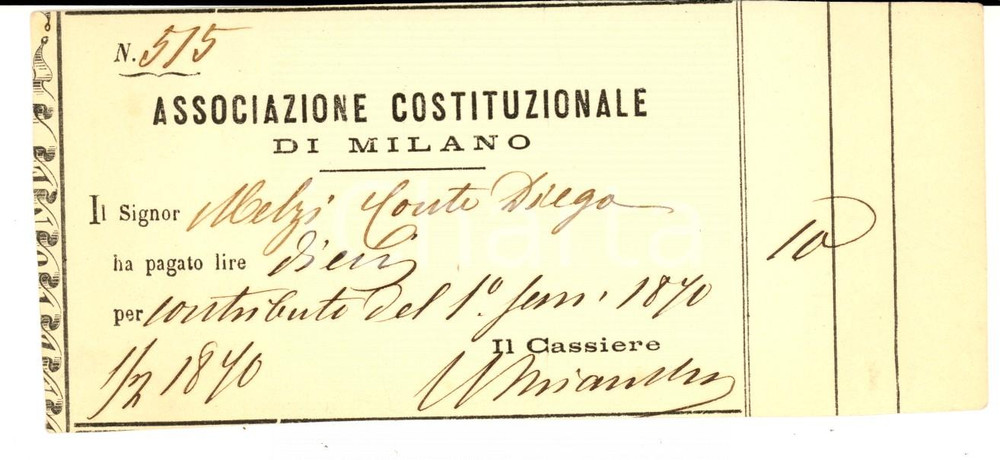 N. 515
ASSOCIAZIONE COSTITUZIONALE
DI MILANO
Il Signor Melzi Conte Diego
ha pagato lire dieci
10
per contributo del 1º. sem. 1870
Il Cassiere
1/2 1870